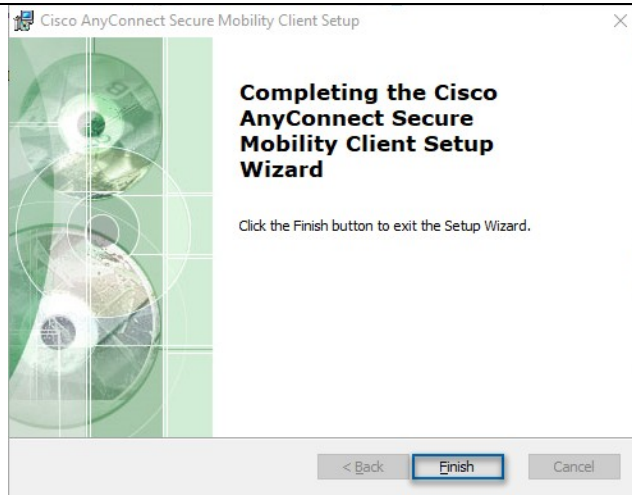 Cisco AnyConnect Secure Mobility Client Setup
Completing the Cisco
AnyConnect Secure
Mobility Client Setup
Wizard
Click the Finish button to exit the Setup Wizard.
< Back
Finish
Cancel